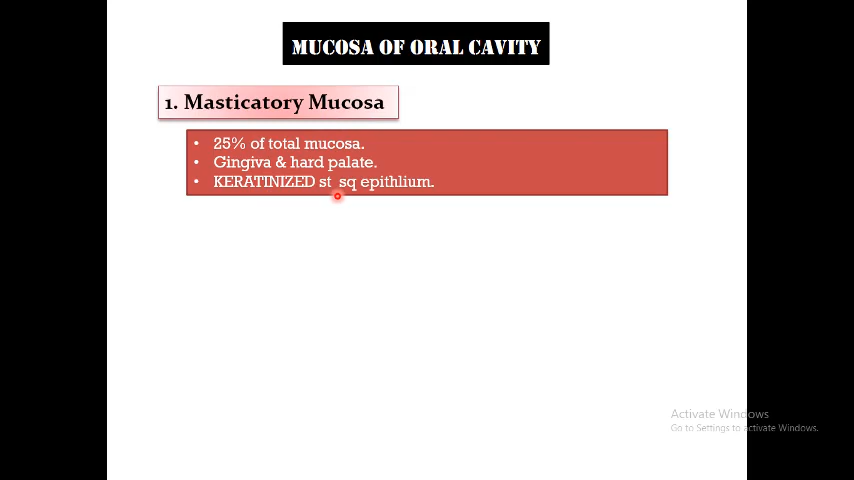 MUCOSA OF ORAL CAVITY
1. Masticatory Mucosa
• 25% of total mucosa.
• Gingiva & hard palate.
• KERATINIZED st sq epithlium.
Activate Windows
Go to Settings to activate Windows.